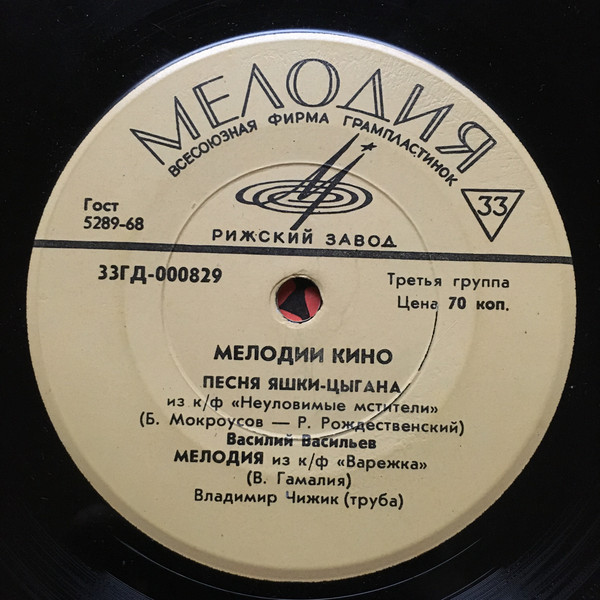 МЕЛОДИЯ
ВСЕСОЮЗНАЯ ФИРМА ГРАМПЛАСТИНОК
33
Гост
5289-68
РИЖСКИЙ ЗАВОД
33ГД-000829
Третья группа
Цена 70 коп.
МЕЛОДИИ КИНО
ПЕСНЯ ЯШКИ-ЦЫГАНА
из к/ф «Неуловимые мстители»
(Б. Мокроусов — Р. Рождественский)
Василий Васильев
МЕЛОДИЯ из к/ф «Варежка»
(В. Гамалия)
Владимир Чижик (труба)